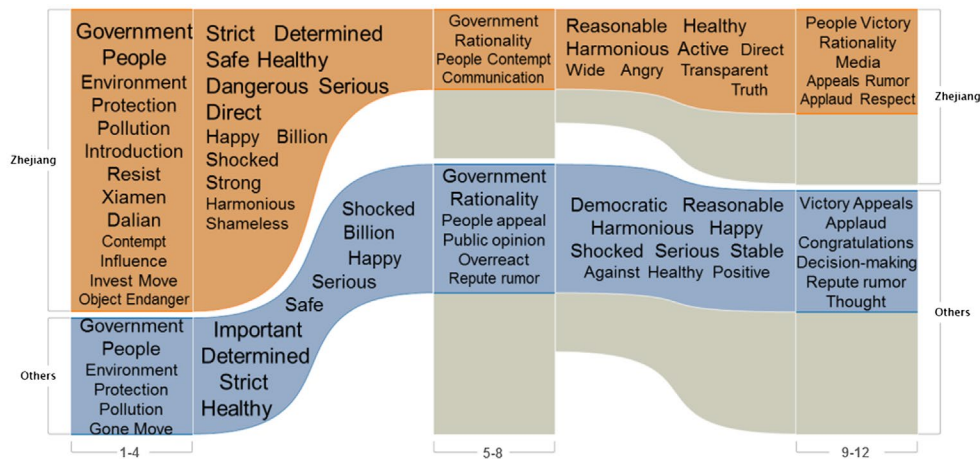 Zhejiang
Government
People
Environment
Protection
Pollution
Introduction
Resist
Xiamen
Dalian
Contempt
Influence
Invest Move
Object Endanger
Strict Determined
Safe Healthy
Dangerous Serious
Direct
Happy Billion
Shocked
Strong
Harmonious
Shameless
Government
Rationality
People Contempt
Communication
Reasonable Healthy
Harmonious Active Direct
Wide Angry Transparent
Truth
People Victory
Rationality
Media
Appeals Rumor
Applaud Respect
Zhejiang
Others
Government
People
Environment
Protection
Pollution
Gone Move
Shocked
Billion
Happy
Serious
Safe
Important
Determined
Strict
Healthy
Government
Rationality
People appeal
Public opinion
Overreact
Repute rumor
Democratic Reasonable
Harmonious Happy
Shocked Serious Stable
Against Healthy Positive
Victory Appeals
Applaud
Congratulations
Decision-making
Repute rumor
Thought
Others
1-4
5-8
9-12